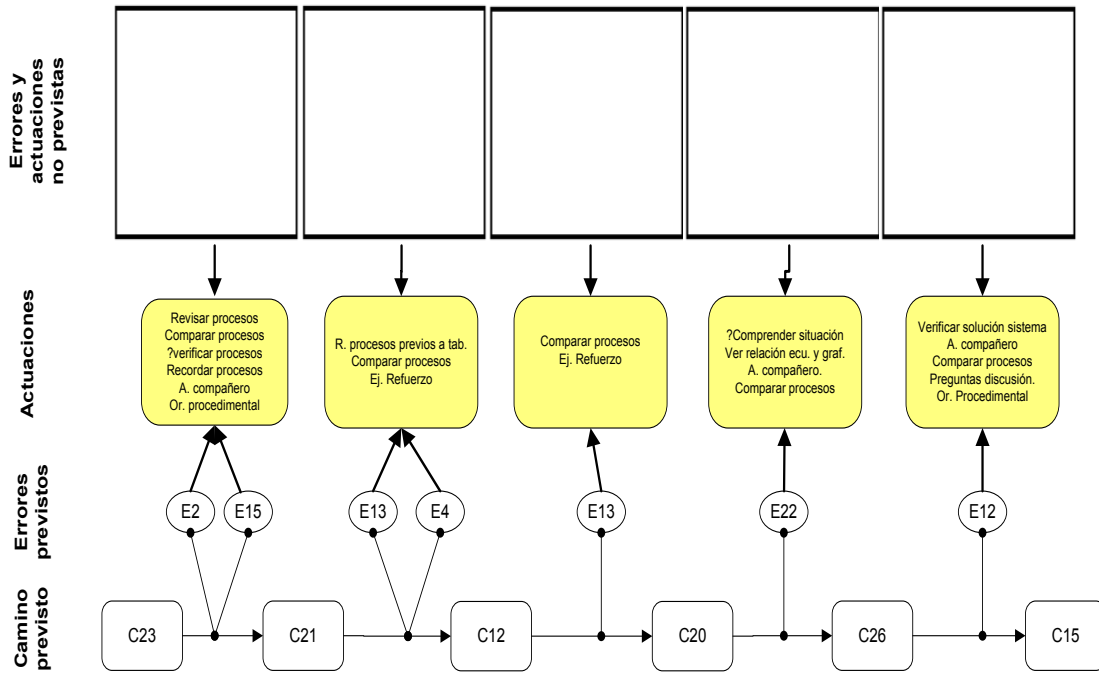 Errores y
actuaciones
no previstas
Actuaciones
Revisar procesos
Comparar procesos
?verificar procesos
Recordar procesos
A. compañero
Or. procedimental
R. procesos previos a tab.
Comparar procesos
Ej. Refuerzo
Comparar procesos
Ej. Refuerzo
?Comprender situación
Ver relación ecu. y graf.
A. compañero.
Comparar procesos
Verificar solución sistema
A. compañero
Comparar procesos
Preguntas discusión.
Or. Procedimental
Errores
previstos
E2
E15
E13
E4
E13
E22
E12
Camino
previsto
C23
C21
C12
C20
C26
C15